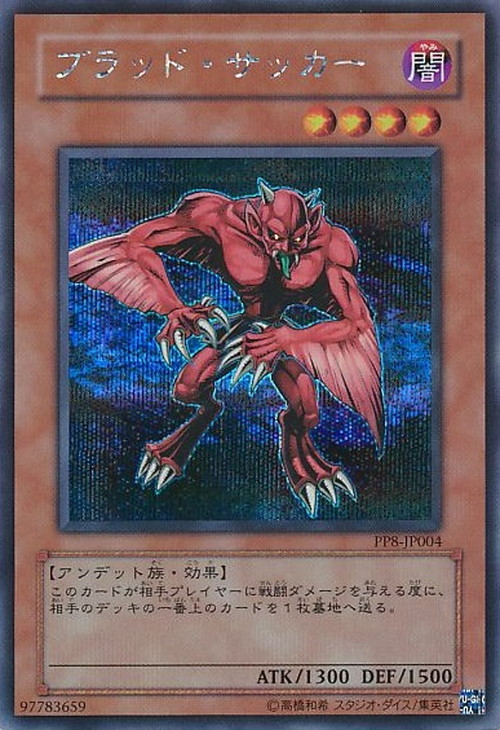 ブラッド・サッカー
やみ
闇
PP8-JP004
【アンデット族・効果】
このカードが相手プレイヤーに戦闘ダメージを与える度に、
相手のデッキの一番上のカードを1枚墓地へ送る。
ATK/1300 DEF/1500
97783659
©高橋和希 スタジオ・ダイス/集英社